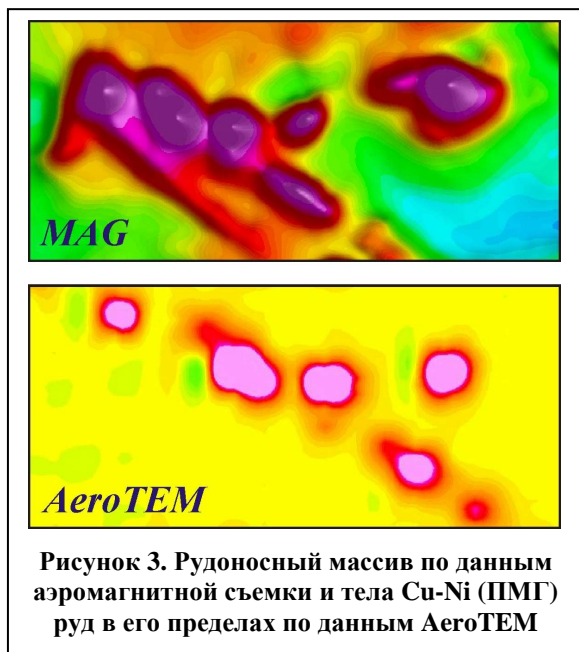 MAG
AeroTEM
Рисунок 3. Рудоносный массив по данным
аэромагнитной съемки и тела Cu-Ni (ПМГ)
руд в его пределах по данным AeroTEM